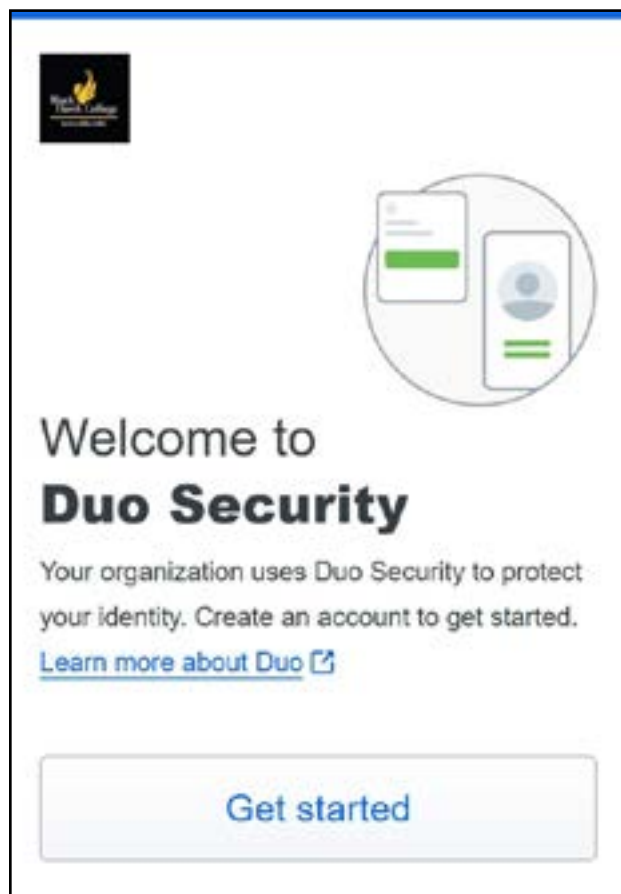 Welcome to
Duo Security
Your organization uses Duo Security to protect
your identity. Create an account to get started.
Learn more about Duo
Get started